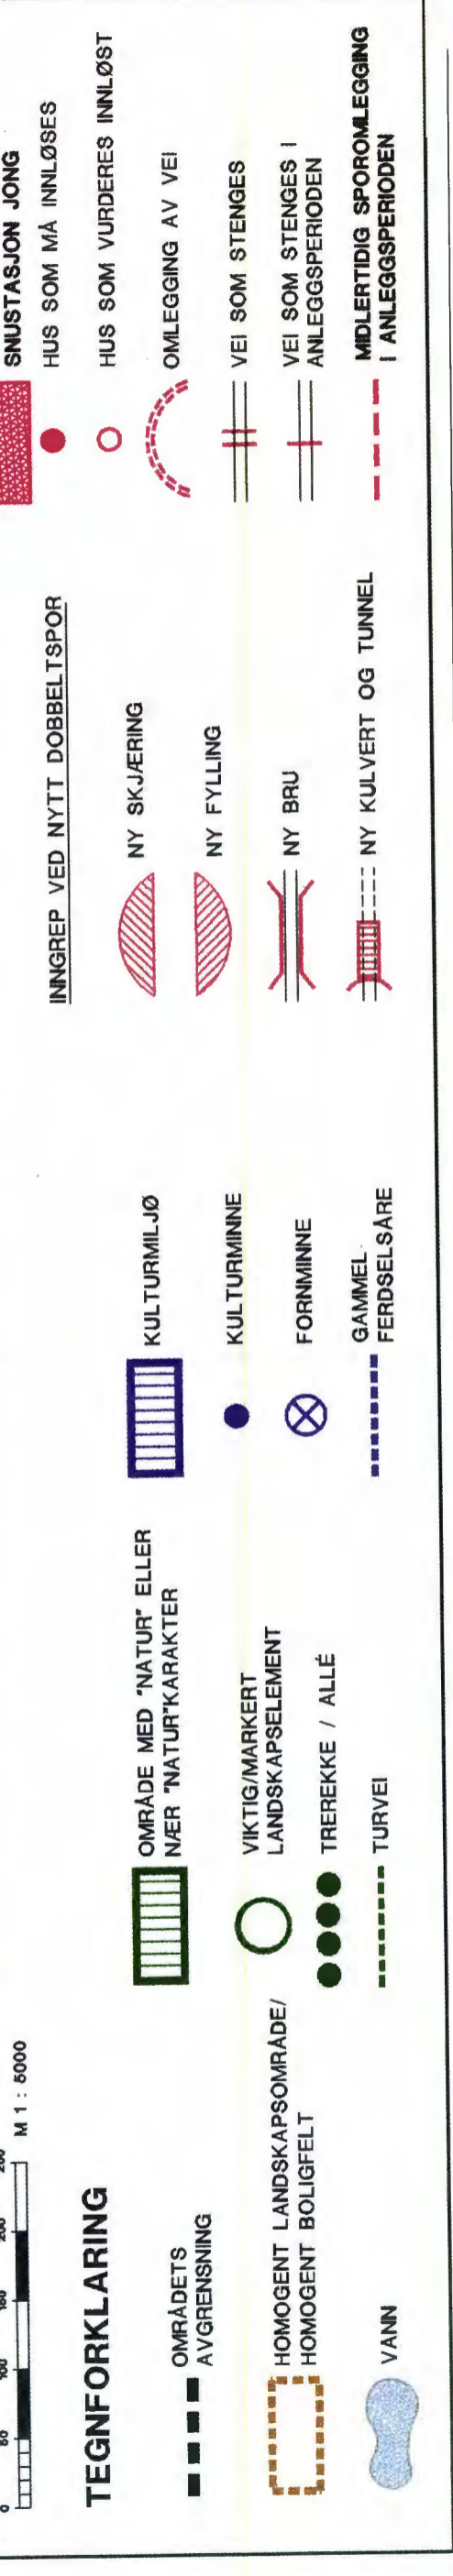 0 50 100 150 200 250
M 1 : 5000
TEGNFORKLARING
OMRÅDETS
AVGRENSNING
HOMOGENT LANDSKAPSOMRÅDE/
HOMOGENT BOLIGFELT
VANN
OMRÅDE MED "NATUR" ELLER
NÆR "NATUR"KARAKTER
VIKTIG/MARKERT
LANDSKAPSELEMENT
TREREKKE / ALLÉ
TURVEI
KULTURMILJØ
KULTURMINNE
FORNMINNE
GAMMEL
FERDSELSÅRE
INNGREP VED NYTT DOBBELTSPOR
NY SKJÆRING
NY FYLLING
NY BRU
NY KULVERT OG TUNNEL
SNUSTASJON JONG
HUS SOM MÅ INNLØSES
HUS SOM VURDERES INNLØST
OMLEGGING AV VEI
VEI SOM STENGES
VEI SOM STENGES I
ANLEGGSPERIODEN
MIDLERTIDIG SPOROMLEGGING
I ANLEGGSPERIODEN